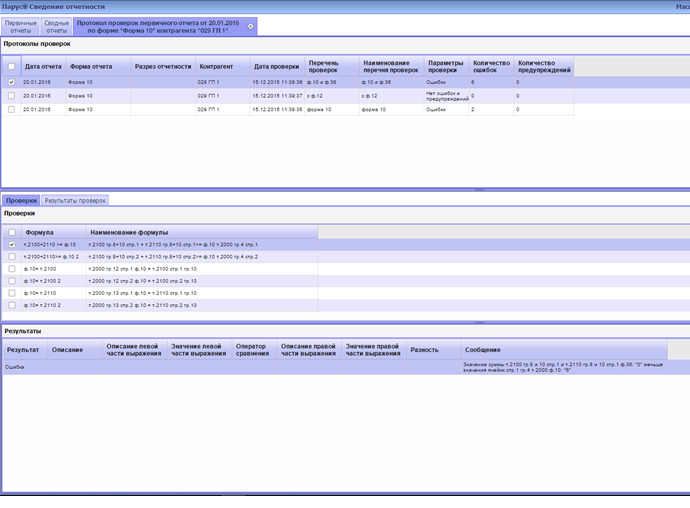 Парус® Сведение отчетности
Мас
Первичные отчеты
Сводные отчеты
Протокол проверок первичного отчета от 20.01.2016
по форме "Форма 10" контрагента "029 ГП 1"
Протоколы проверок
Дата отчета Форма отчета Разрез отчетности Контрагент Дата проверки Перечень проверок Наименование перечня проверок Параметры проверки Количество ошибок Количество предупреждений
20.01.2016 Форма 10 029 ГП 1 15.12.2015 11:39:36 ф.10 и ф.36 ф.10 и ф.36 Ошибки 6 0
20.01.2016 Форма 10 029 ГП 1 15.12.2015 11:39:37 с ф.12 с ф.12 Нет ошибок и предупреждений 0 0
20.01.2016 Форма 10 029 ГП 1 15.12.2015 11:39:36 форма 10 форма 10 Ошибки 2 0
Проверки Результаты проверок
Проверки
Формула Наименование формулы
т.2100+2110 >= ф.10 т.2100 гр.8+10 стр.1 + т.2110 гр.8+10 стр.1>= ф.10 т.2000 гр.4 стр.1
т.2100+2110>= ф.10 2 т.2100 гр.8+10 стр.2 + т.2110 гр.8+10 стр.2>= ф.10 т.2000 гр.4 стр.2
ф.10= т.2100 т.2000 гр.12 стр.1 ф.10 = т.2100 стр.1 гр.10
ф.10= т.2100 2 т.2000 гр.12 стр.2 ф.10 = т.2100 стр.2 гр.10
ф.10= т.2110 т.2000 гр.13 стр.1 ф.10 = т.2110 стр.1 гр.10
ф.10= т.2110 2 т.2000 гр.13 стр.2 ф.10 = т.2110 стр.2 гр.10
Результаты
Результат Описание Описание левой части выражения Значение левой части выражения Оператор сравнения Описание правой части выражения Значение правой части выражения Разность Сообщение
Ошибка Значение суммы т.2100 гр.8 и 10 стр.1 и т.2110 гр.8 и 10 стр.1 ф.36: "0" меньше
значения ячейки стр.1 гр.4 т.2000 ф.10: "6"